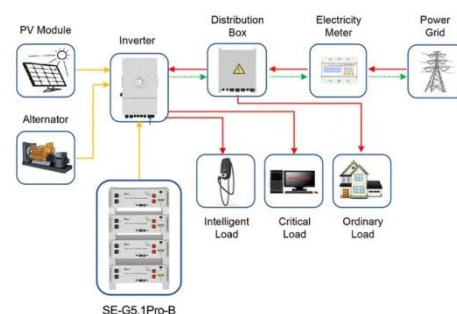 PV Module
Inverter
Distribution
Box
Electricity
Meter
Power
Grid
Alternator
Intelligent
Load
Critical
Load
Ordinary
Load
SE-G5.1Pro-B